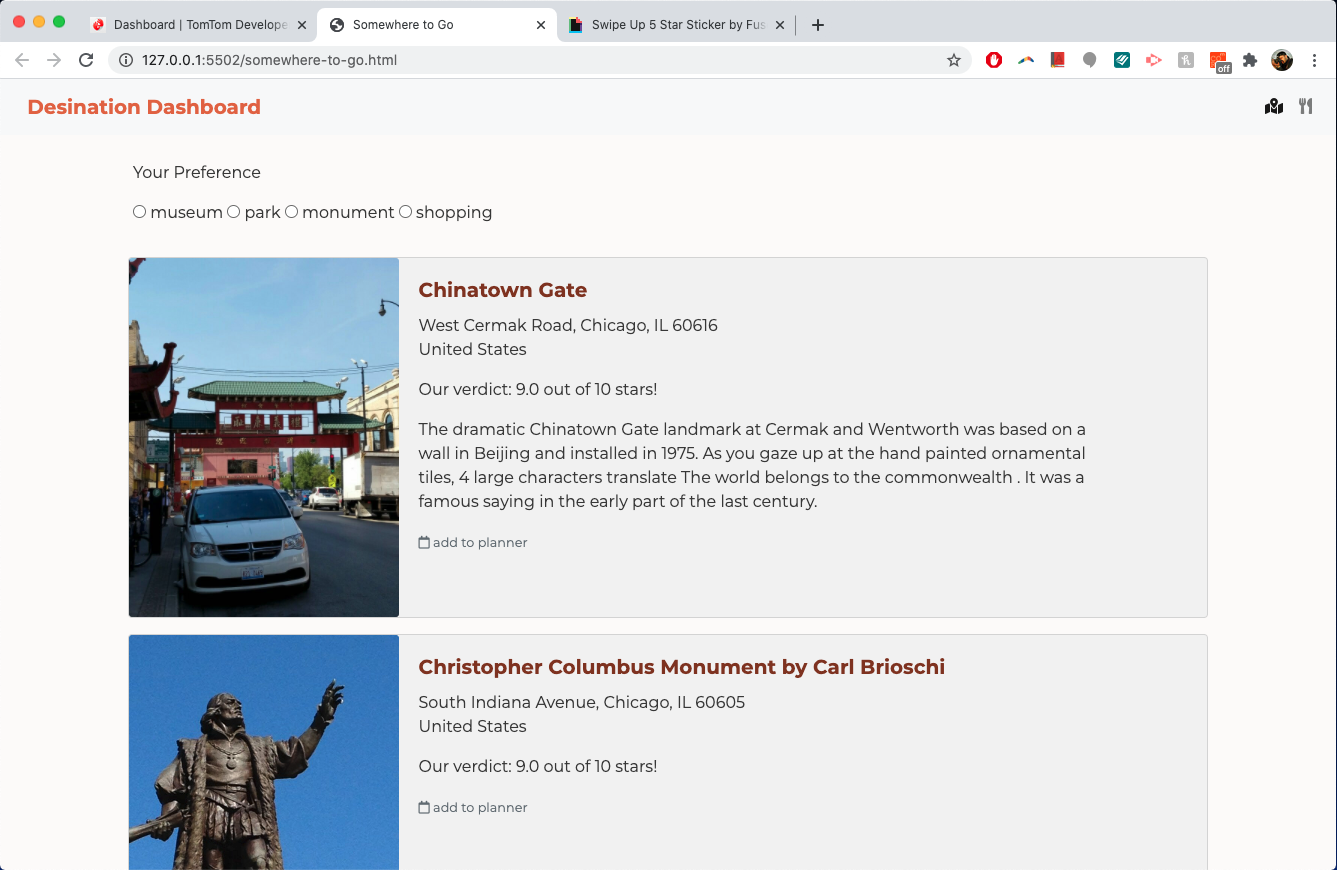 Dashboard | TomTom Develope
Somewhere to Go
Swipe Up 5 Star Sticker by Fus
127.0.0.1:5502/somewhere-to-go.html
off
Desination Dashboard
Your Preference
museum park monument shopping
Chinatown Gate
West Cermak Road, Chicago, IL 60616
United States
Our verdict: 9.0 out of 10 stars!
The dramatic Chinatown Gate landmark at Cermak and Wentworth was based on a
wall in Beijing and installed in 1975. As you gaze up at the hand painted ornamental
tiles, 4 large characters translate The world belongs to the commonwealth . It was a
famous saying in the early part of the last century.
add to planner
Christopher Columbus Monument by Carl Brioschi
South Indiana Avenue, Chicago, IL 60605
United States
Our verdict: 9.0 out of 10 stars!
add to planner